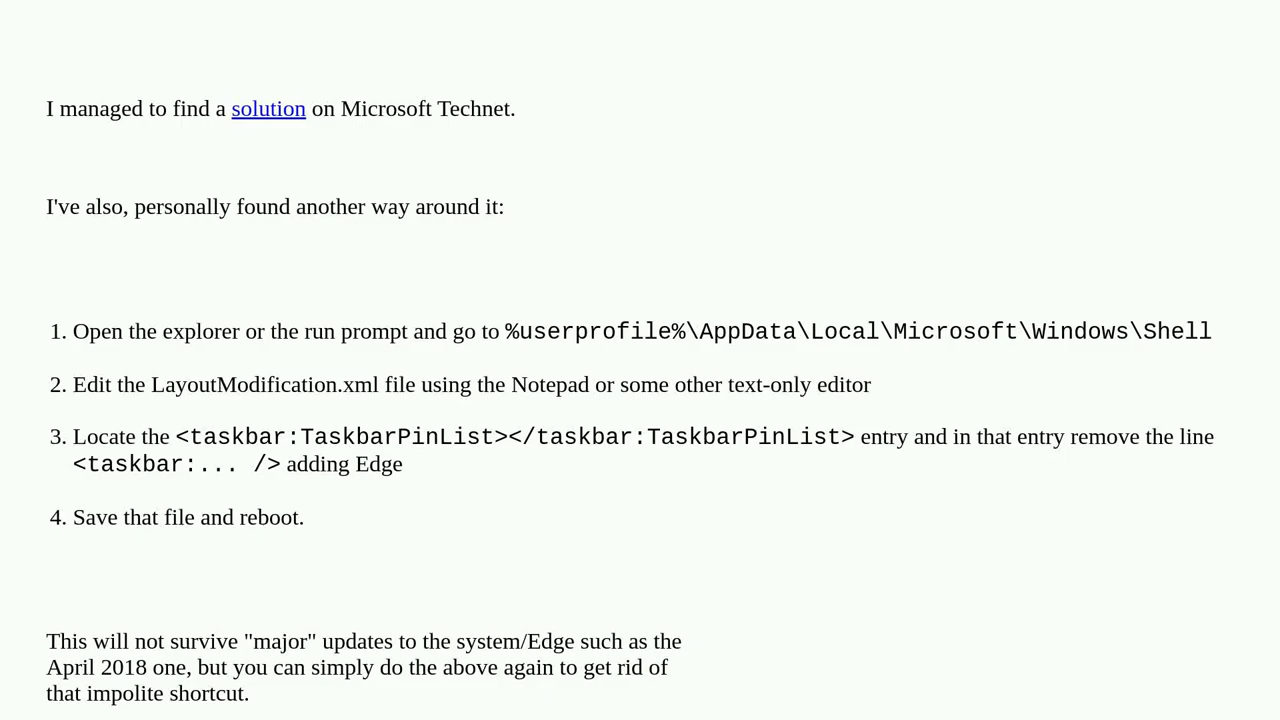 I managed to find a solution on Microsoft Technet.
I've also, personally found another way around it:
1. Open the explorer or the run prompt and go to %userprofile%\AppData\Local\Microsoft\Windows\Shell
2. Edit the LayoutModification.xml file using the Notepad or some other text-only editor
3. Locate the <taskbar:TaskbarPinList></taskbar:TaskbarPinList> entry and in that entry remove the line
<taskbar:... /> adding Edge
4. Save that file and reboot.
This will not survive "major" updates to the system/Edge such as the
April 2018 one, but you can simply do the above again to get rid of
that impolite shortcut.